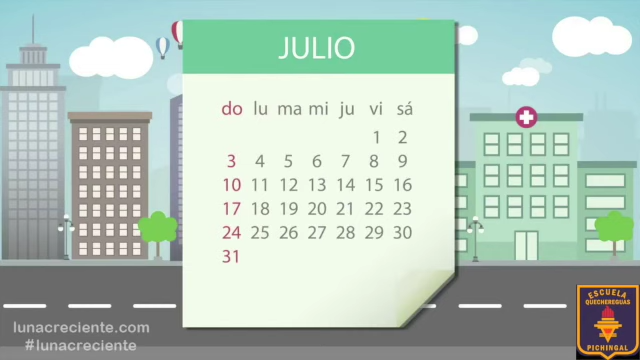 JULIO
do lu ma mi ju vi sá
1 2
3 4 5 6 7 8 9
10 11 12 13 14 15 16
17 18 19 20 21 22 23
24 25 26 27 28 29 30
31
lunacreciente.com
#lunacreciente
ESCUELA
QUECHEREGUAS
PICHINGAL